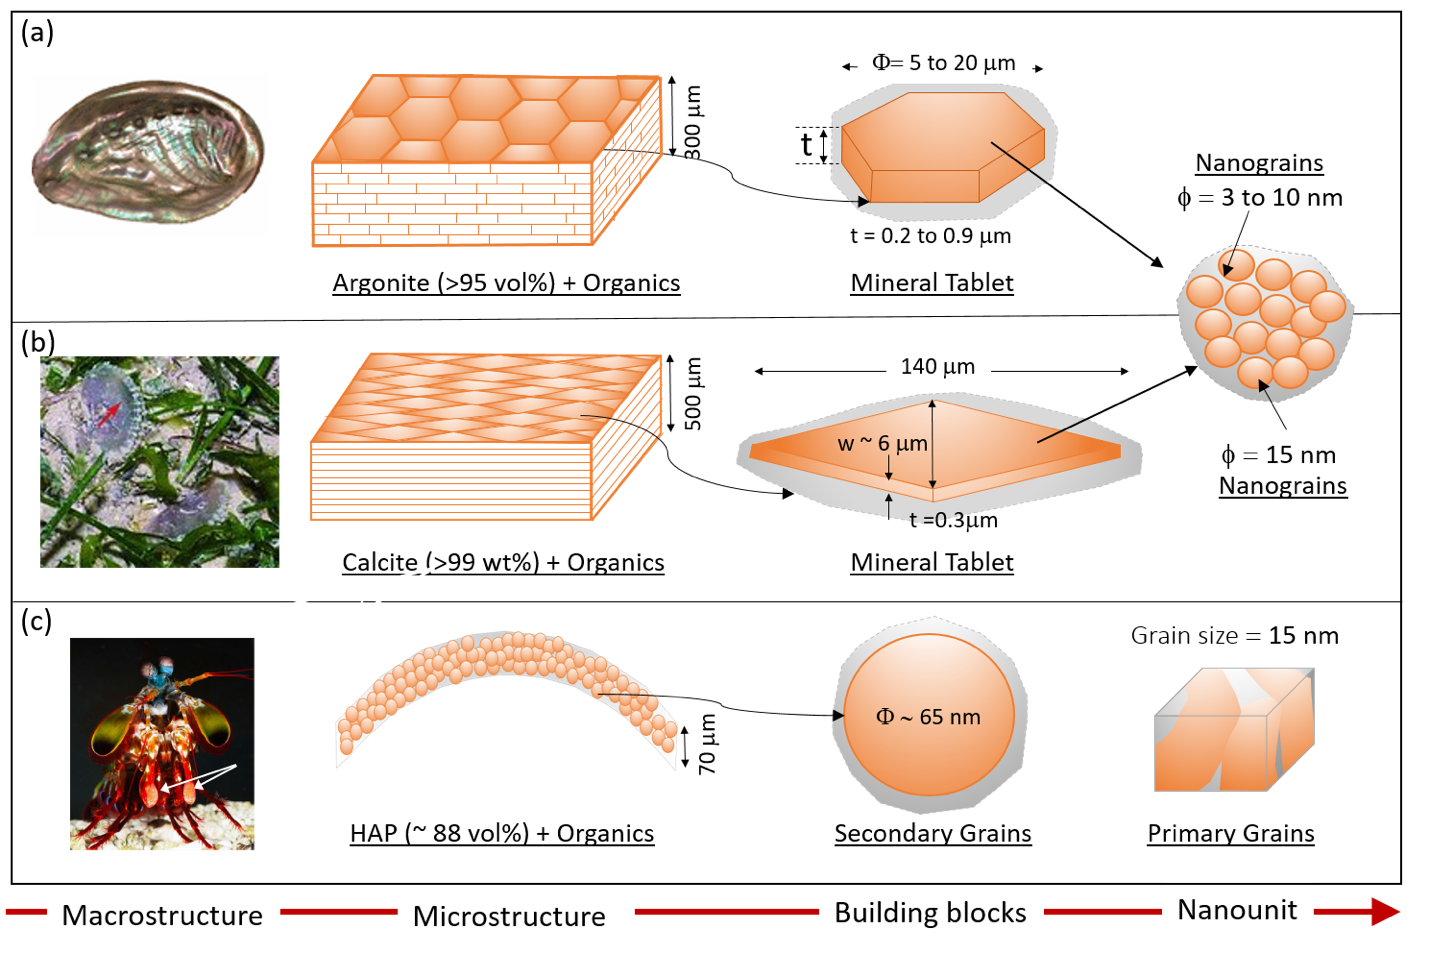 (a)
Φ= 5 to 20 µm
300 µm
t
t = 0.2 to 0.9 µm
Argonite (>95 vol%) + Organics
Mineral Tablet
Nanograins
ϕ = 3 to 10 nm
(b)
140 µm
500 µm
w ~ 6 µm
t =0.3µm
ϕ = 15 nm
Nanograins
Calcite (>99 wt%) + Organics
Mineral Tablet
(c)
Grain size = 15 nm
Φ ~ 65 nm
70 µm
HAP (~ 88 vol%) + Organics
Secondary Grains
Primary Grains
Macrostructure
Microstructure
Building blocks
Nanounit